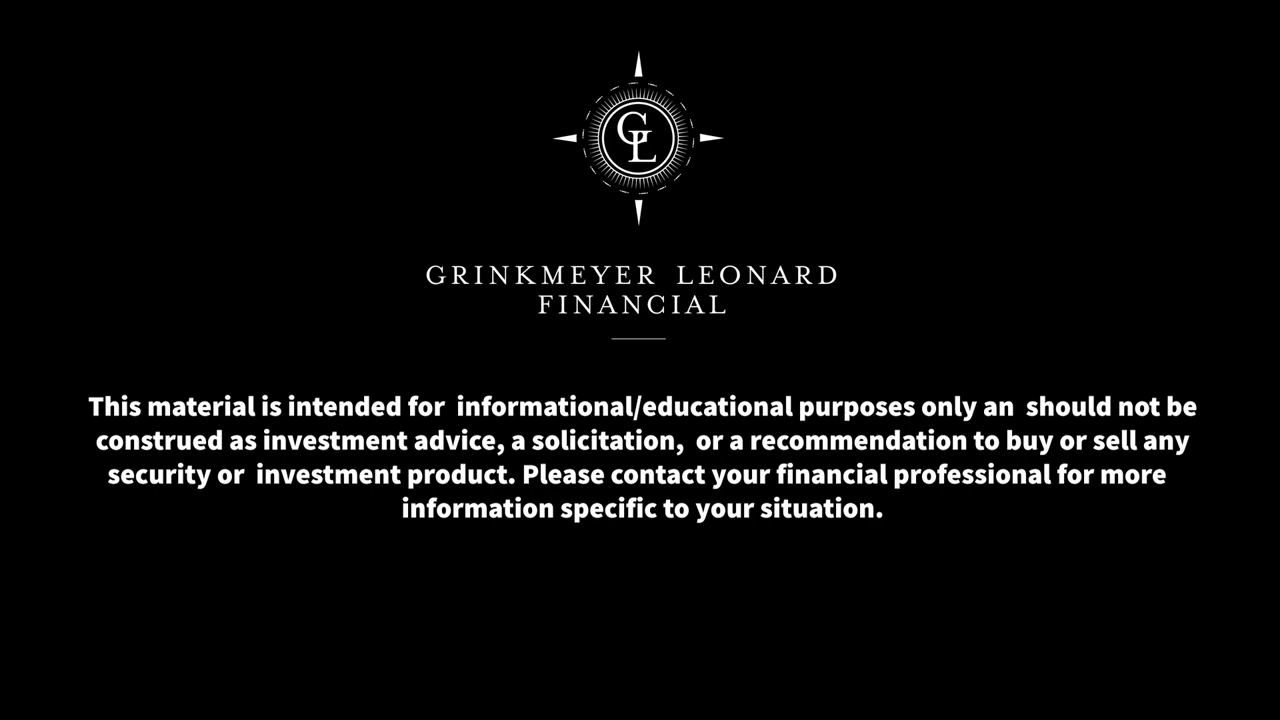 GL
GRINKMEYER LEONARD
FINANCIAL
This material is intended for informational/educational purposes only an should not be
construed as investment advice, a solicitation, or a recommendation to buy or sell any
security or investment product. Please contact your financial professional for more
information specific to your situation.